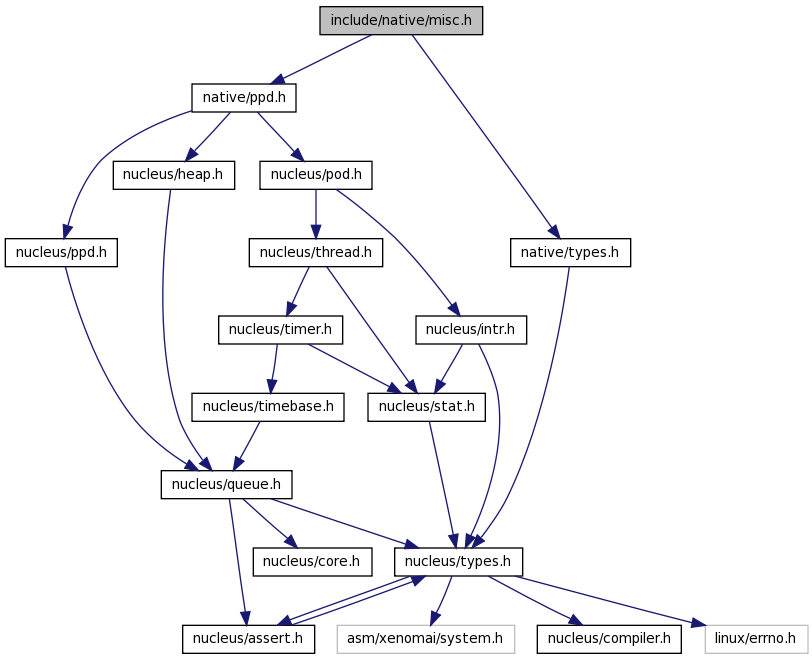 include/native/misc.h
native/ppd.h
nucleus/heap.h
nucleus/pod.h
nucleus/ppd.h
nucleus/thread.h
native/types.h
nucleus/timer.h
nucleus/intr.h
nucleus/timebase.h
nucleus/stat.h
nucleus/queue.h
nucleus/core.h
nucleus/types.h
nucleus/assert.h
asm/xenomai/system.h
nucleus/compiler.h
linux/errno.h